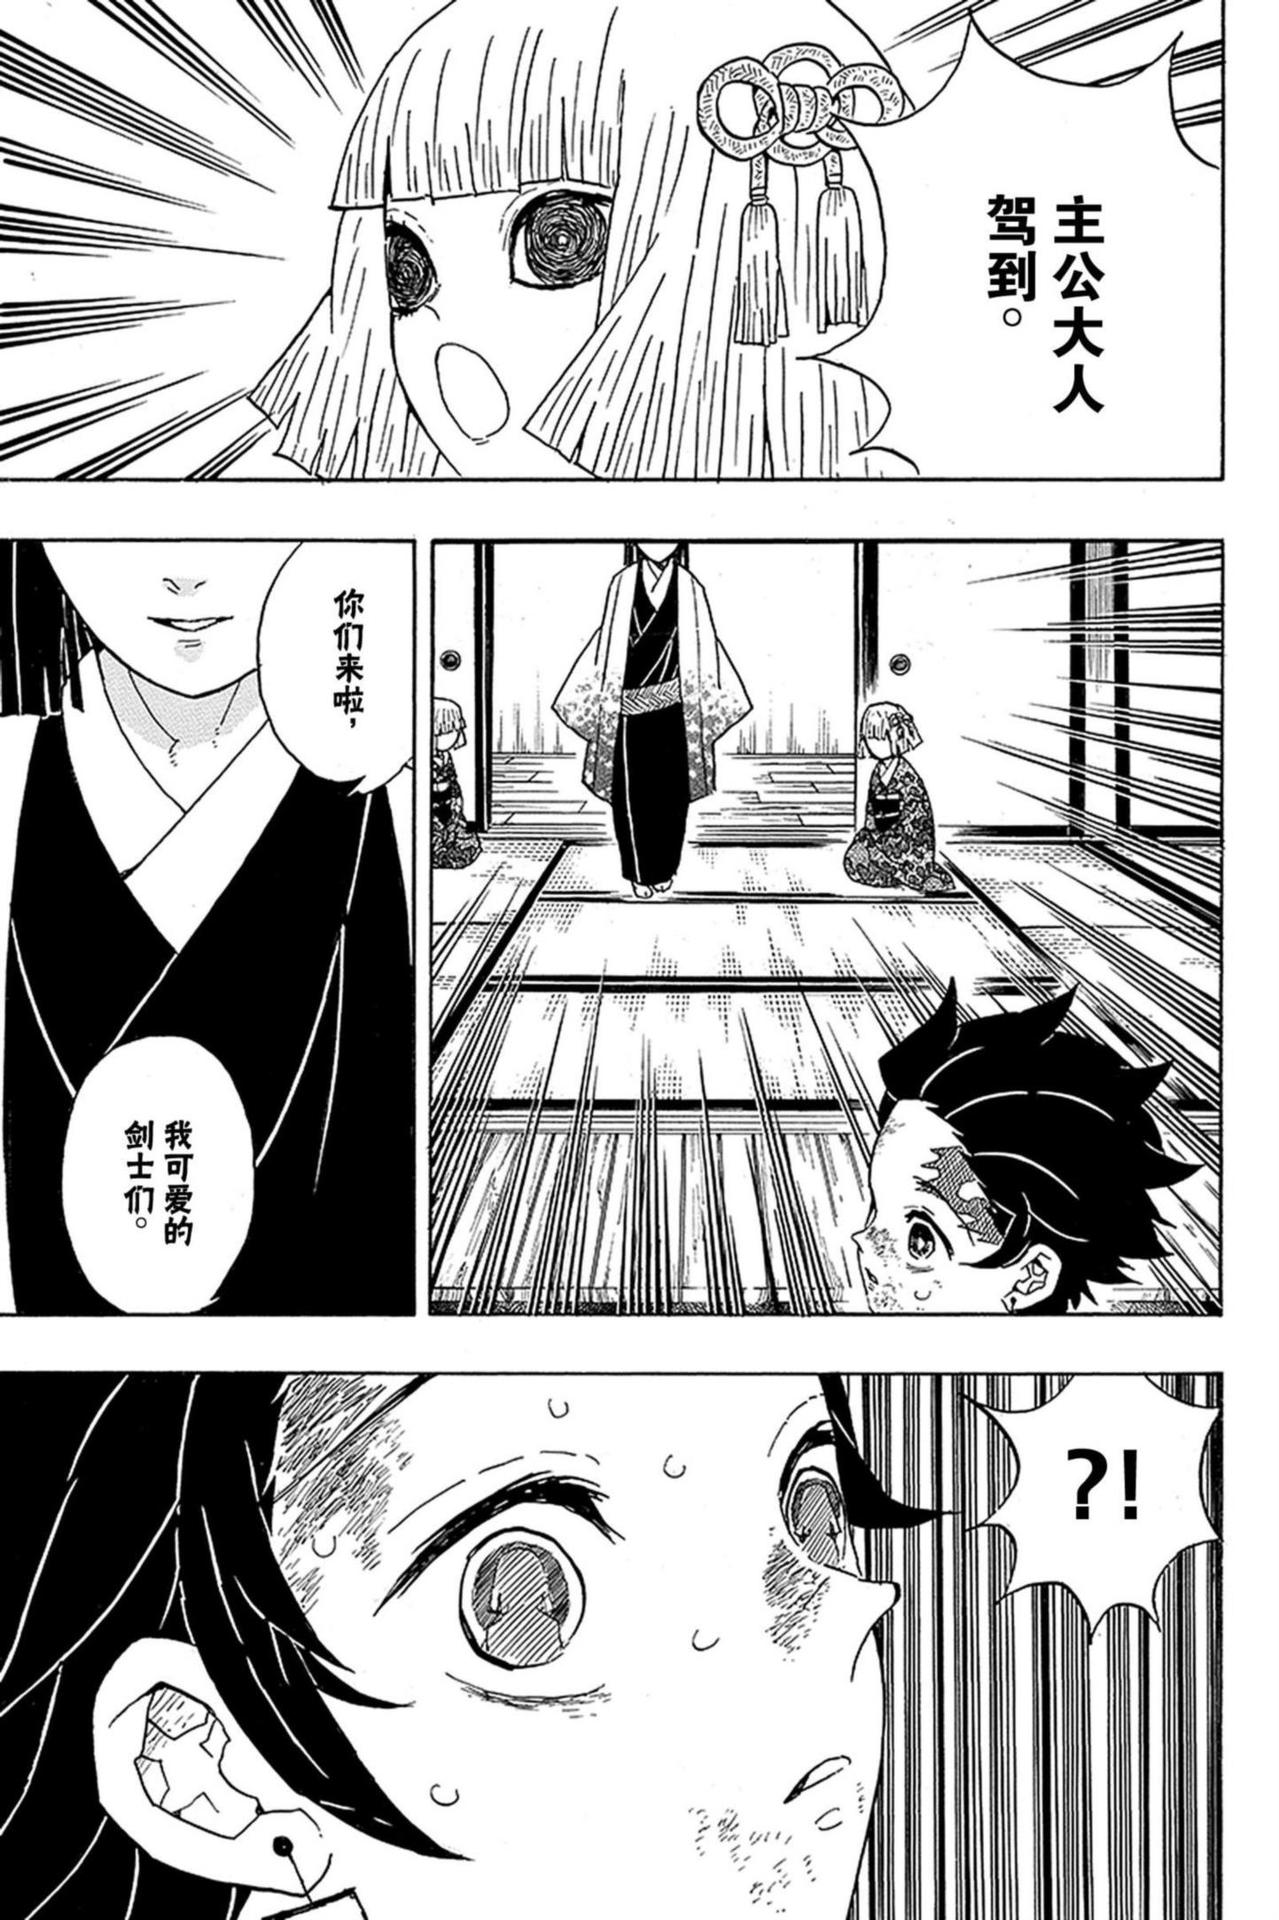 主公大人
驾到。
你们来啦，
我可爱的
剑士们。
?!